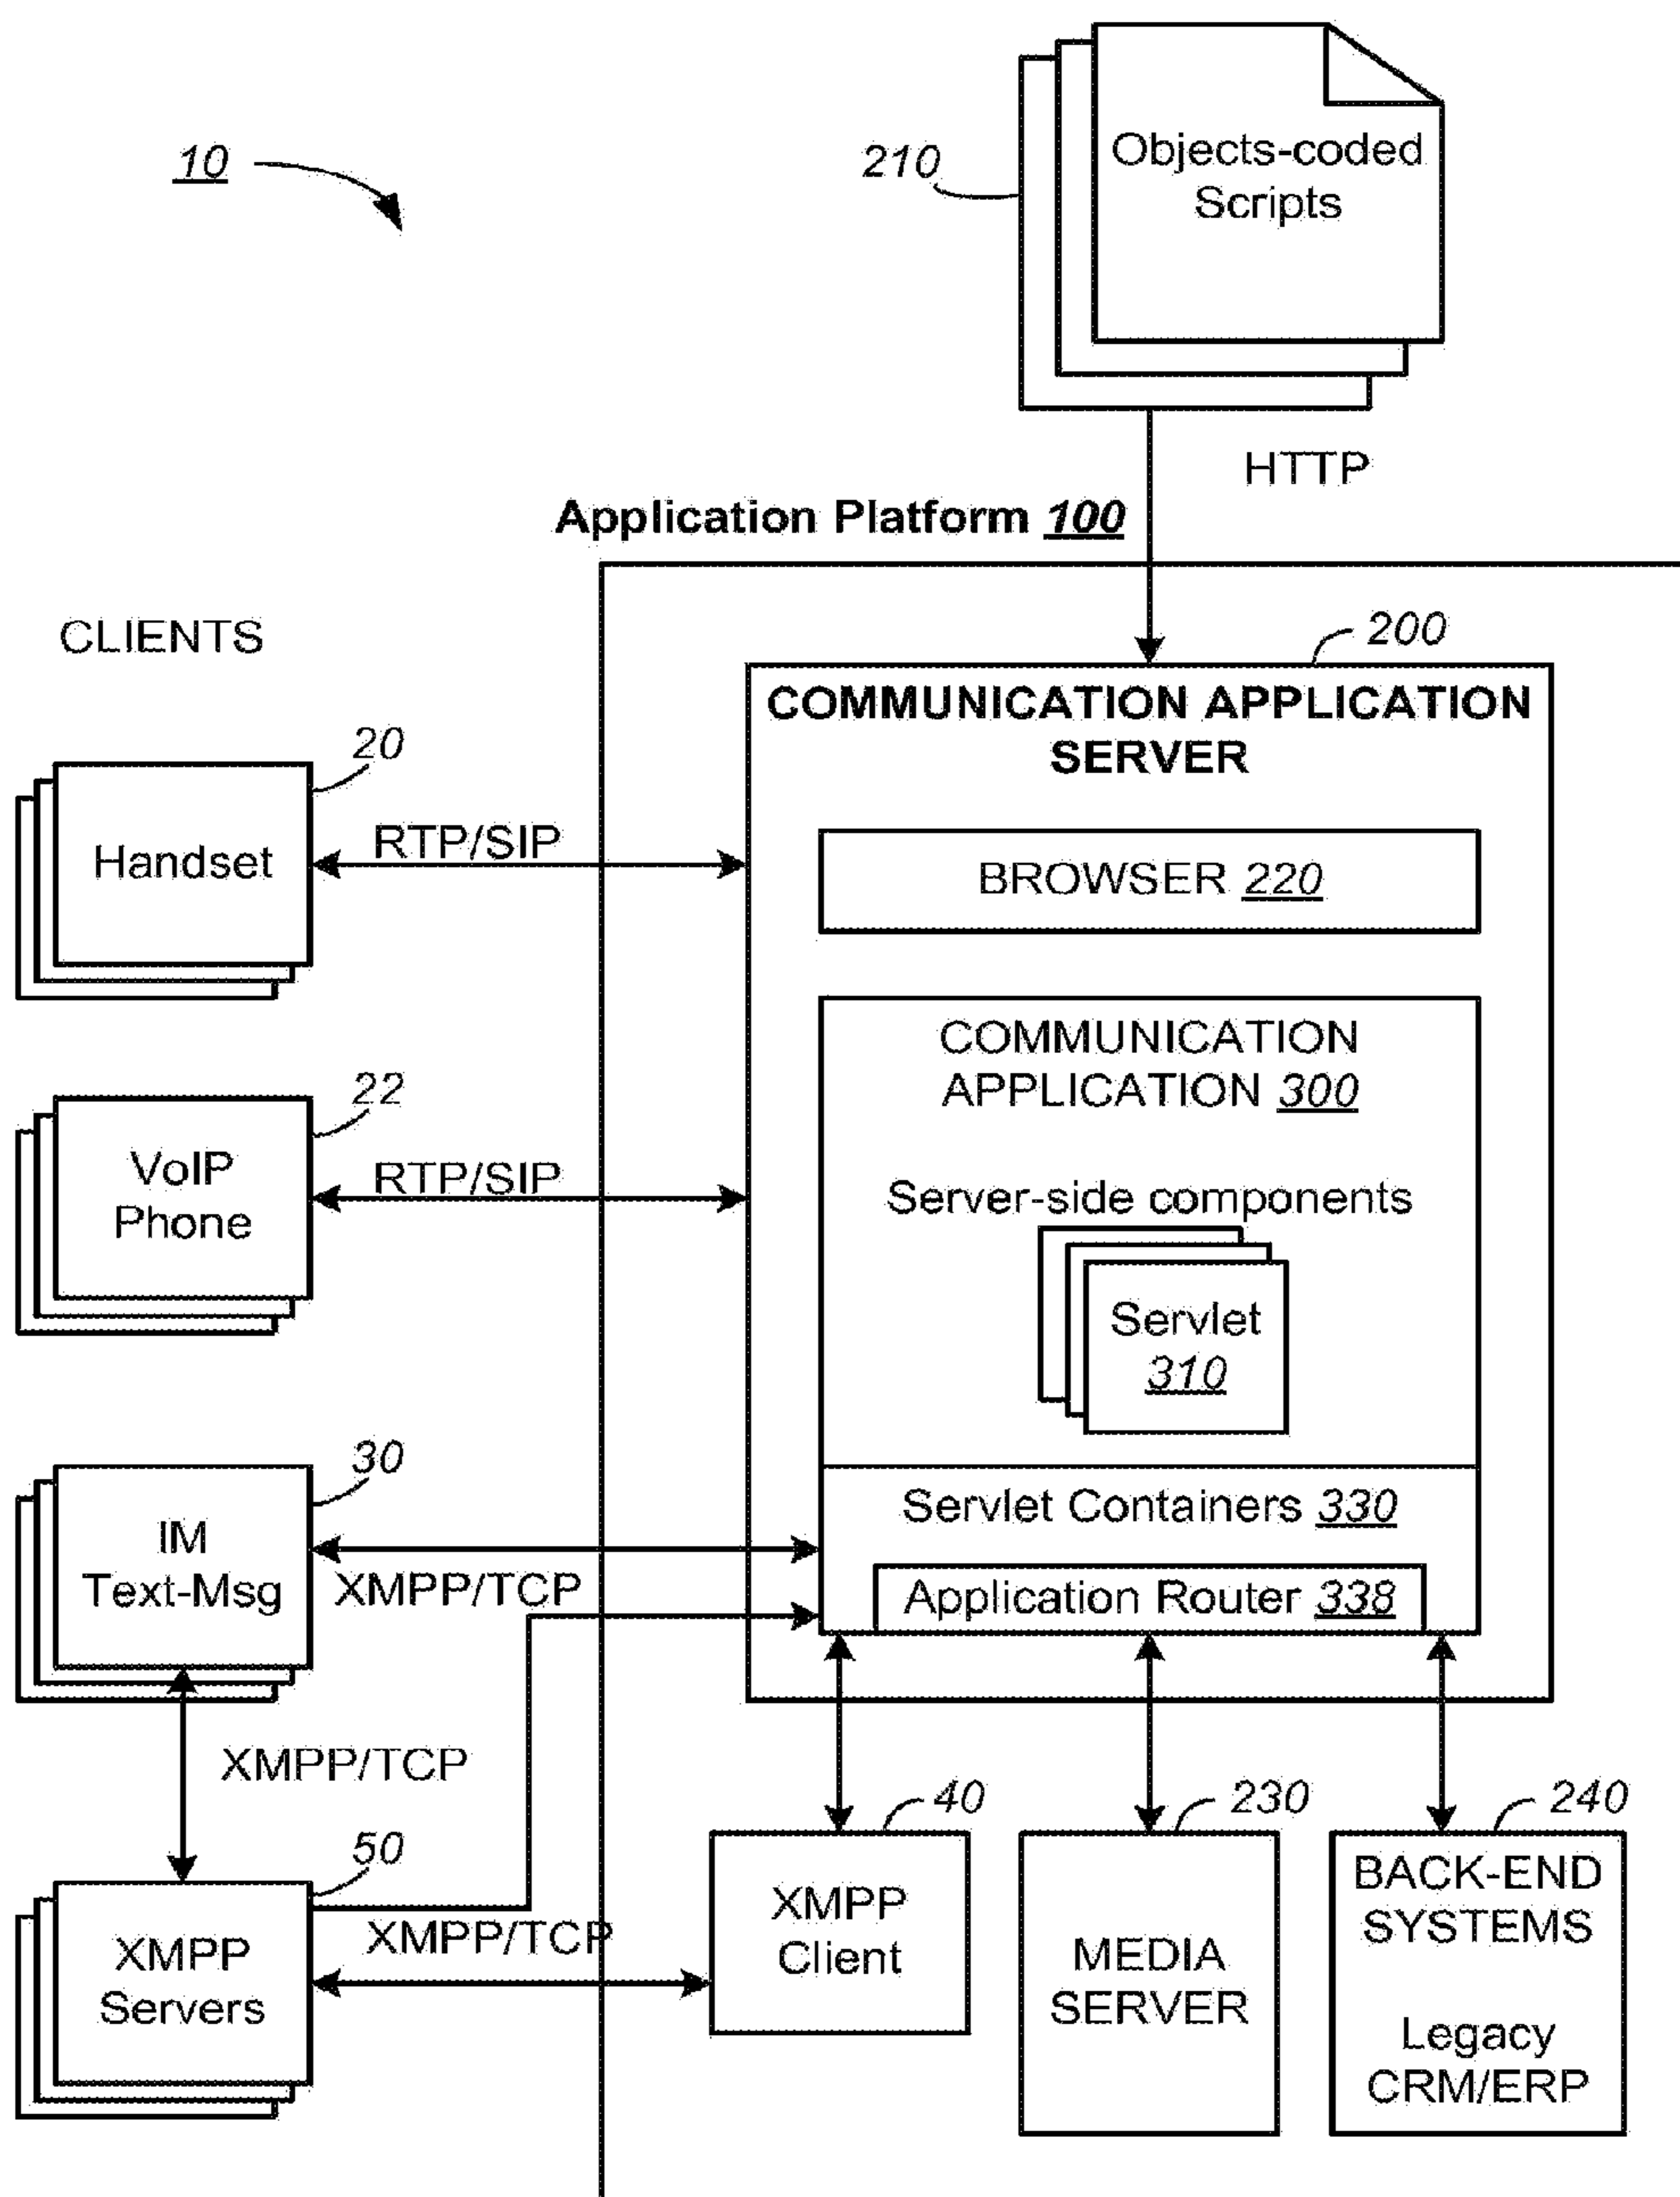 10
210
Objects-coded
Scripts
HTTP
Application Platform 100
CLIENTS
200
COMMUNICATION APPLICATION
SERVER
20
Handset
RTP/SIP
BROWSER 220
COMMUNICATION
APPLICATION 300
22
VoIP
Phone
RTP/SIP
Server-side components
Servlet
310
30
IM
Text-Msg
XMPP/TCP
Servlet Containers 330
Application Router 338
XMPP/TCP
50
XMPP
Servers
XMPP/TCP
40
XMPP
Client
230
MEDIA
SERVER
240
BACK-END
SYSTEMS
Legacy
CRM/ERP